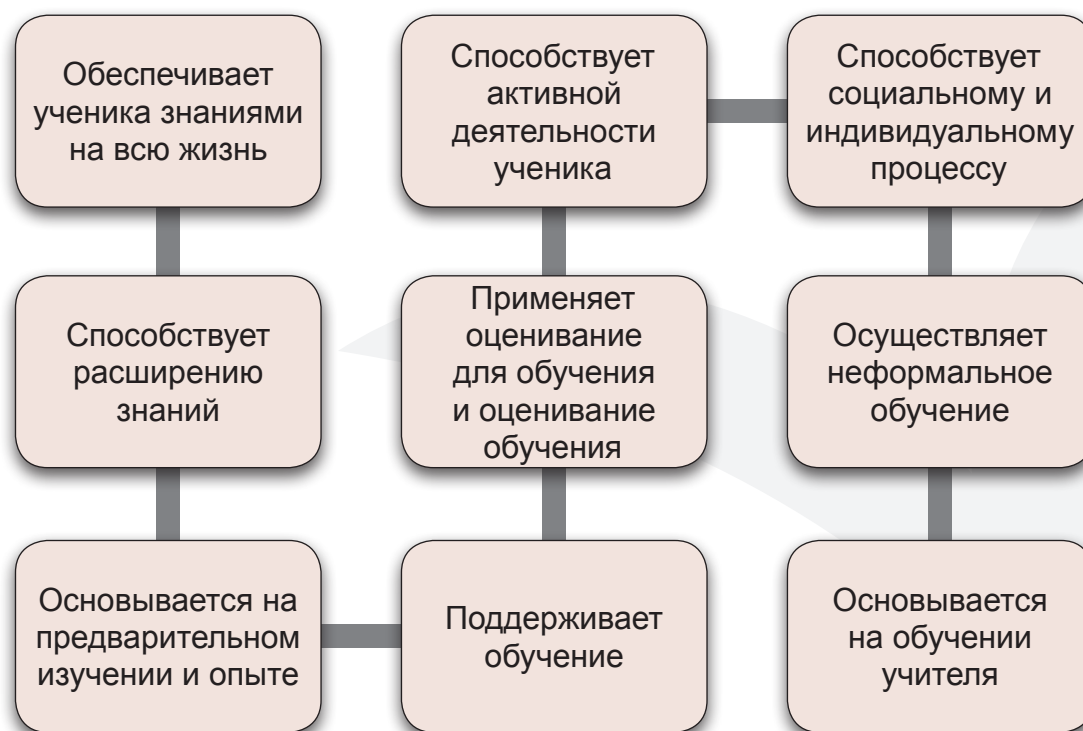 Обеспечивает
ученика знаниями
на всю жизнь
Способствует
расширению
знаний
Основывается на
предварительном
изучении и опыте
Поддерживает
обучение
Применяет
оценивание
для обучения
и оценивание
обучения
Способствует
активной
деятельности
ученика
Способствует
социальному и
индивидуальному
процессу
Осуществляет
неформальное
обучение
Основывается
на обучении
учителя